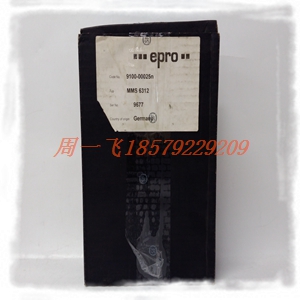 epro
9100-00025n
MMS 6312
9677
Germany
周一飞18579229209